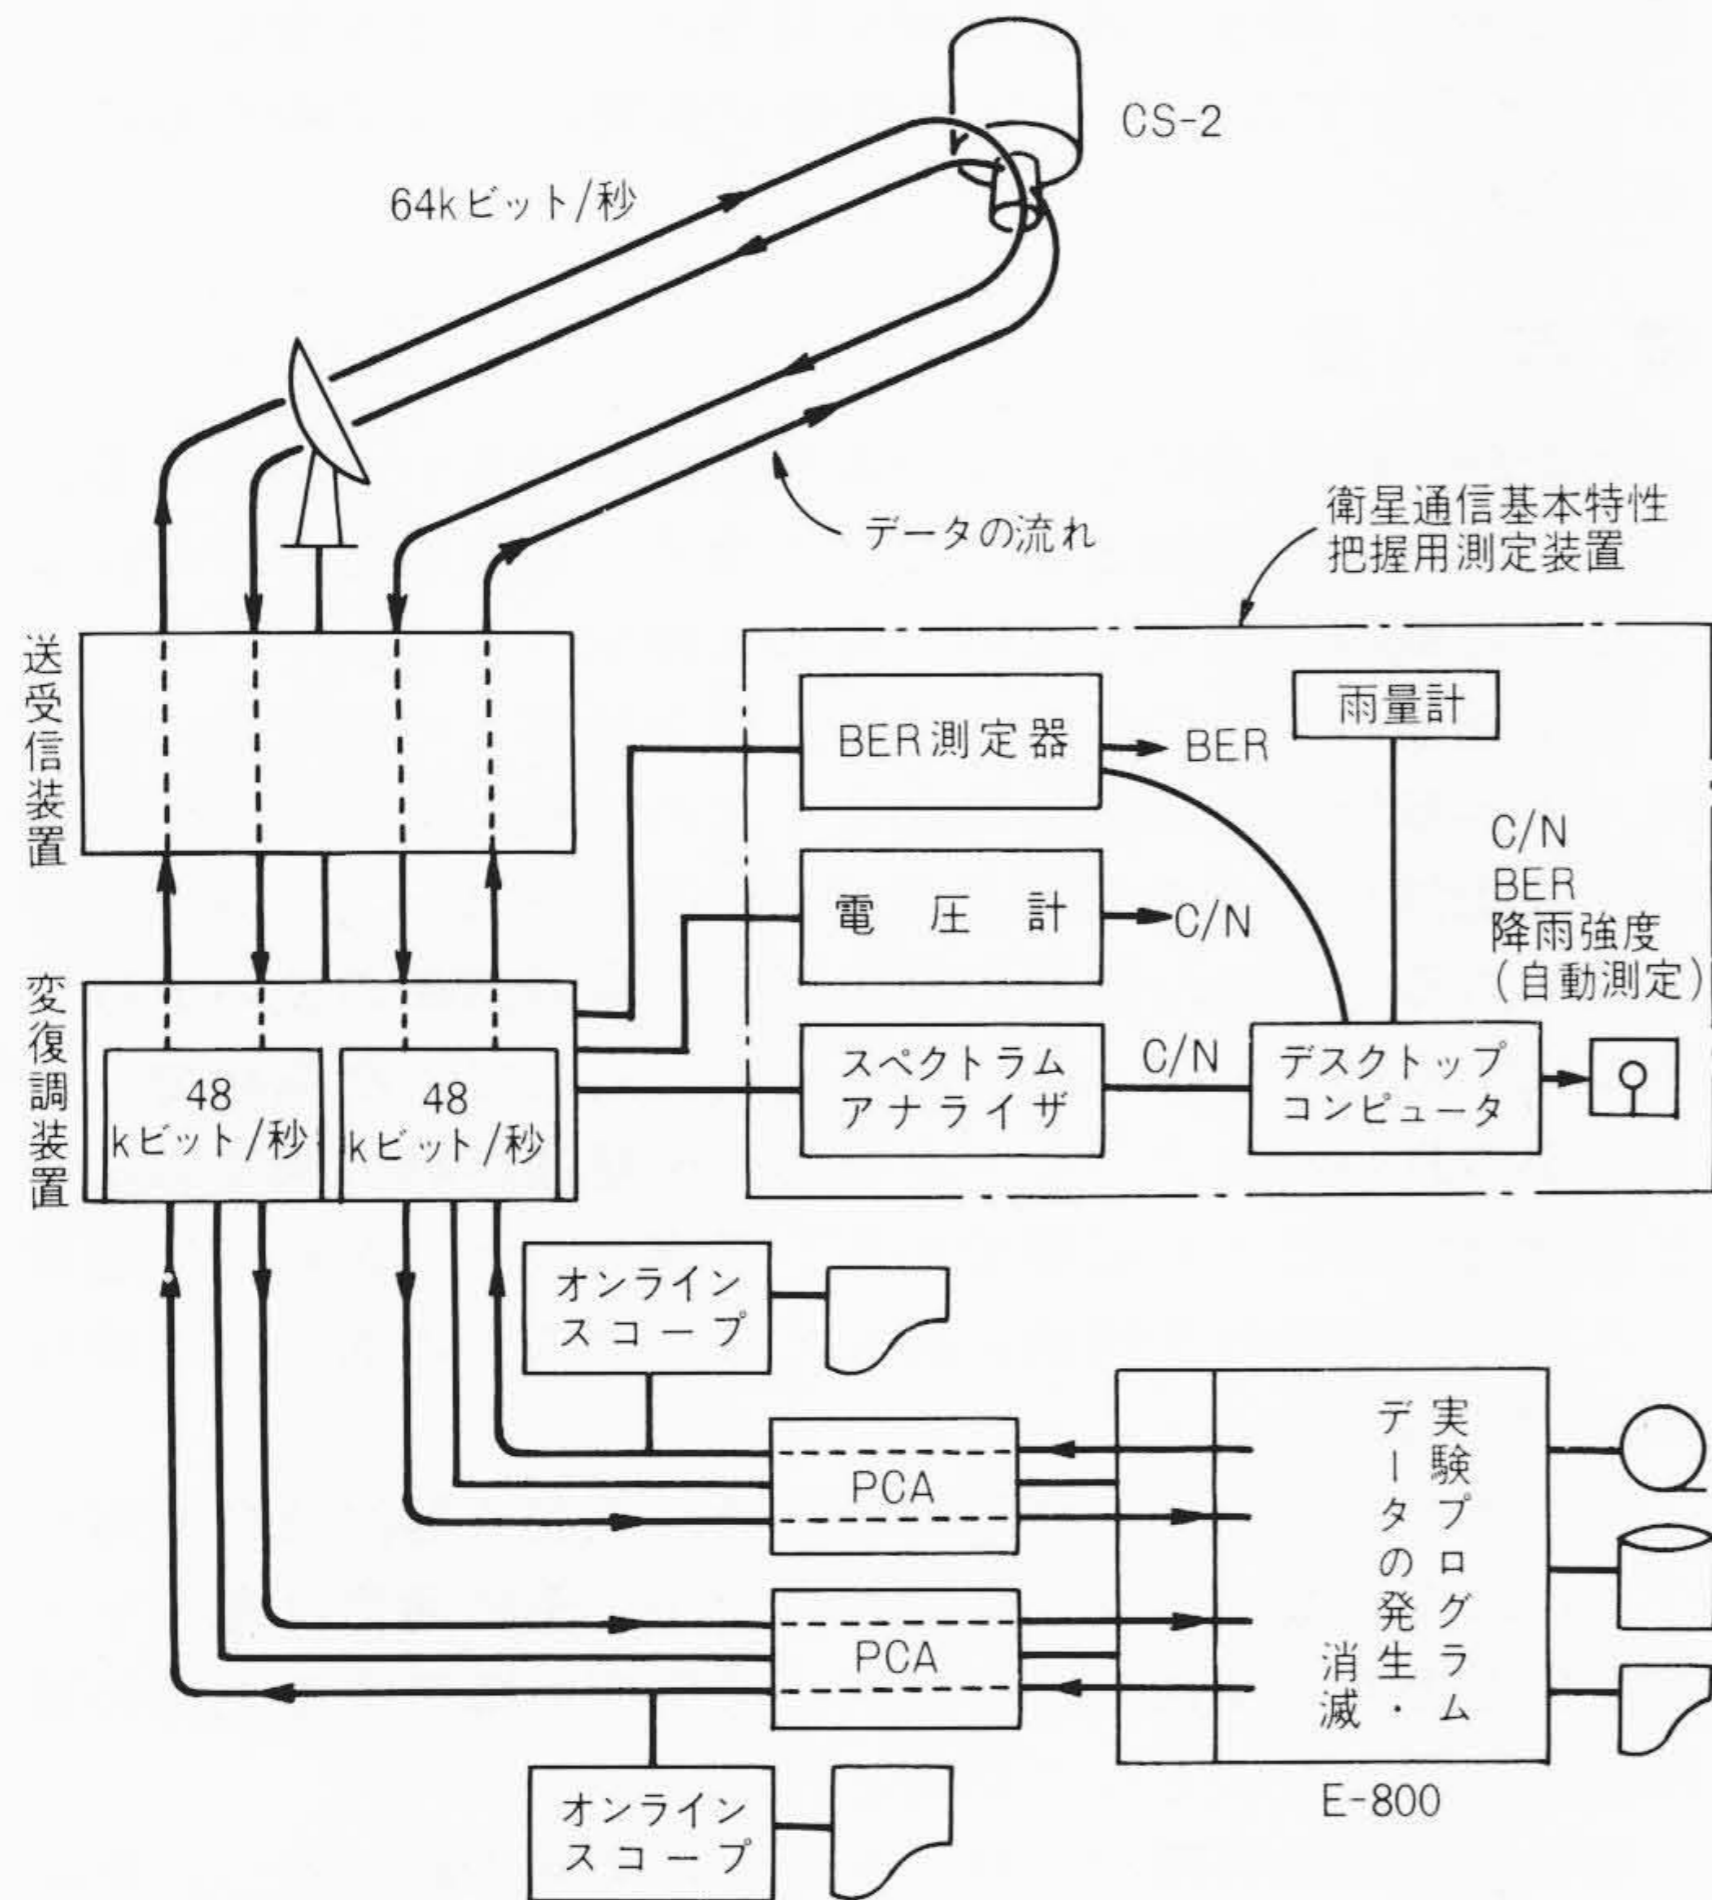 CS-2
64kビット/秒
データの流れ
衛星通信基本特性
把握用測定装置
送受信装置
BER測定器
BER
雨量計
電圧計
C/N
C/N
BER
降雨強度
(自動測定)
変復調装置
48
kビット/秒
48
kビット/秒
スペクトラム
アナライザ
C/N
デスクトップ
コンピュータ
オンライン
スコープ
PCA
PCA
実験プログラム
データの発生・
消滅
E-800
オンライン
スコープ